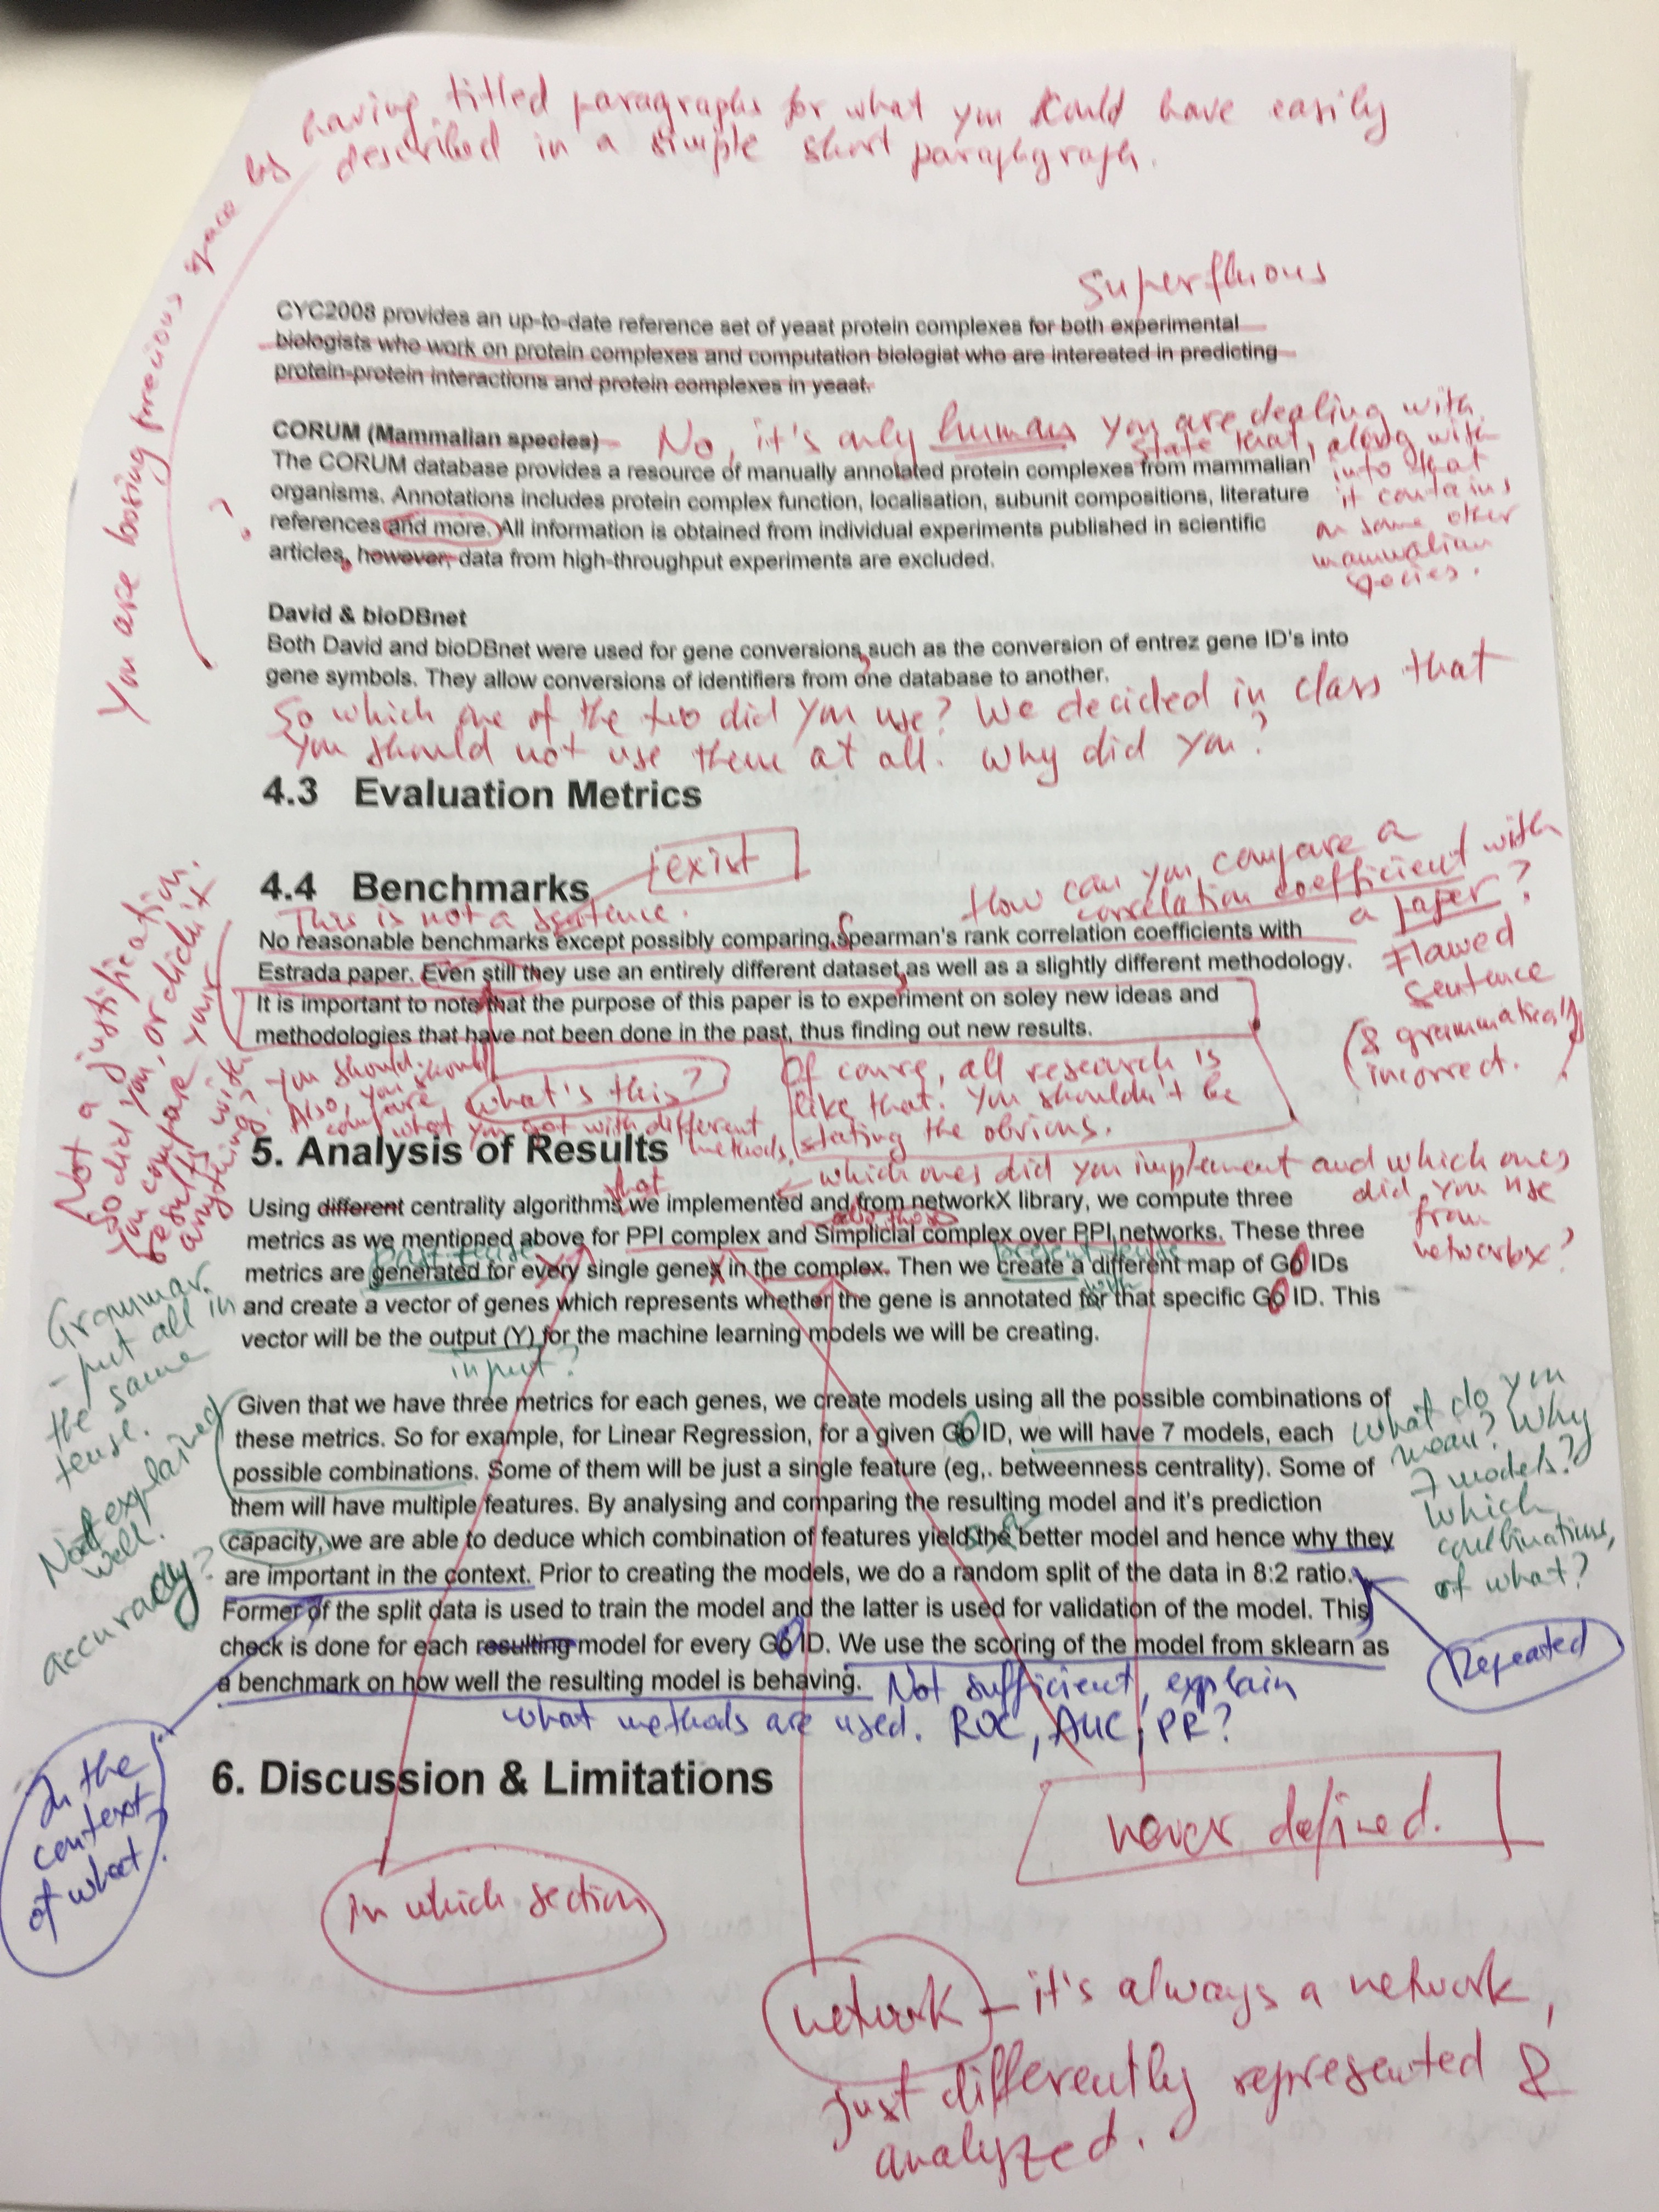 having titled paragraphs for what you could have easily
described in a simple short paraphgraph.
You are losing precious space by
superfluous
CYC2008 provides an up-to-date reference set of yeast protein complexes for both experimental
biologists who work on protein complexes and computation biologist who are interested in predicting
protein-protein interactions and protein complexes in yeast.
CORUM (Mammalian species)
No, it's only human you are dealing with.
State that, along with
info that
it contains
on some other
mammalian
species.
The CORUM database provides a resource of manually annotated protein complexes from mammalian
organisms. Annotations includes protein complex function, localisation, subunit compositions, literature
?
references and more. All information is obtained from individual experiments published in scientific
articles, however, data from high-throughput experiments are excluded.
David & bioDBnet
Both David and bioDBnet were used for gene conversions, such as the conversion of entrez gene ID's into
gene symbols. They allow conversions of identifiers from one database to another.
So which one of the two did you use? We decided in class that
you should not use them at all. Why did you?
4.3 Evaluation Metrics
exist
4.4 Benchmarks
This is not a sentence.
How can you compare a
correlation coefficient with
a paper?
Flawed
sentence
(& grammatically
incorrect.)
No reasonable benchmarks except possibly comparing Spearman's rank correlation coefficients with
Estrada paper. Even still they use an entirely different dataset, as well as a slightly different methodology.
It is important to note that the purpose of this paper is to experiment on soley new ideas and
methodologies that have not been done in the past, thus finding out new results.
Not a justification.
So did you, or didn't
you compare your
results with
anything? You should.
Also, you should
compare
what you got with different
methods.
What's this?
Of course, all research is
like that. You shouldn't be
stating the obvious.
5. Analysis of Results
which ones did you implement and which ones
did you use
from
networkx?
that
Using different centrality algorithms we implemented and from networkX library, we compute three
also those
metrics as we mentioned above for PPI complex and Simplicial complex over PPI networks. These three
past tense
present tense
metrics are generated for every single genes in the complex. Then we create a different map of GO IDs
with
and create a vector of genes which represents whether the gene is annotated for that specific GO ID. This
vector will be the output (Y) for the machine learning models we will be creating.
input?
Grammar
- put all in
the same
tense.
Given that we have three metrics for each genes, we create models using all the possible combinations of
these metrics. So for example, for Linear Regression, for a given GO ID, we will have 7 models, each
possible combinations. Some of them will be just a single feature (eg,. betweenness centrality). Some of
them will have multiple features. By analysing and comparing the resulting model and it's prediction
capacity, we are able to deduce which combination of features yield the better model and hence why they
are important in the context. Prior to creating the models, we do a random split of the data in 8:2 ratio.
Former of the split data is used to train the model and the latter is used for validation of the model. This
check is done for each resulting model for every GO ID. We use the scoring of the model from sklearn as
a benchmark on how well the resulting model is behaving.
Not explained
well.
accuracy?
What do you
mean? Why
7 models?
Which
combinations,
of what?
Repeated
Not sufficient, explain
what methods are used. ROC, AUC, PR?
In the
context
of what?
6. Discussion & Limitations
never defined.
In which section
network - it's always a network,
just differently represented &
analyzed.